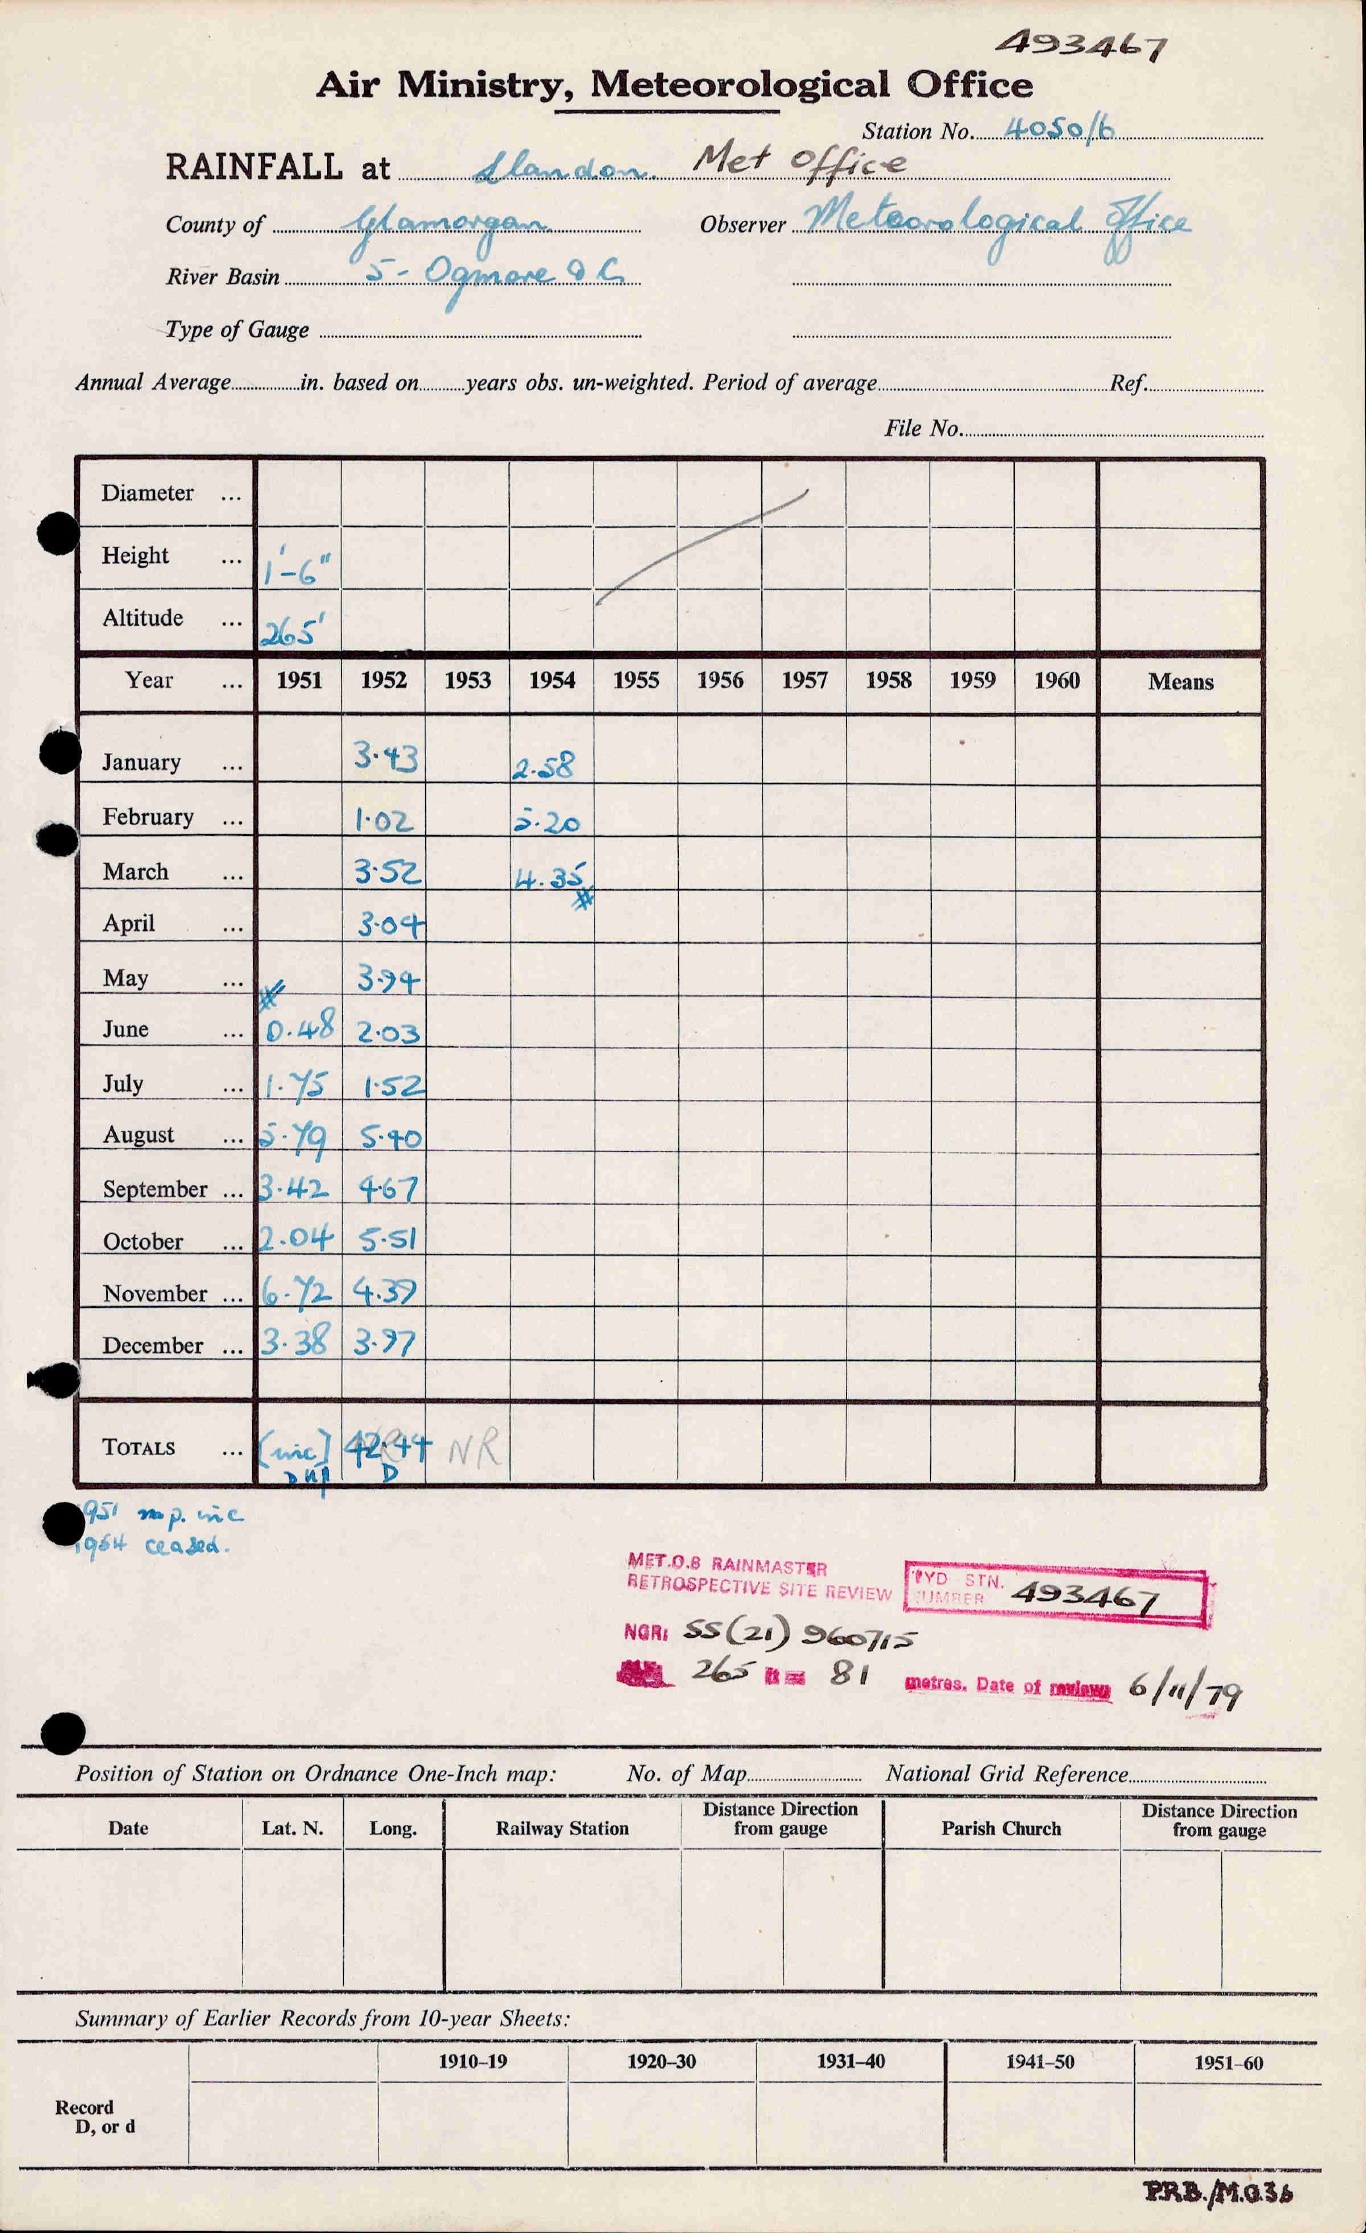 493467
Air Ministry, Meteorological Office
Station No. 4050/6
RAINFALL at Llandow. Met Office
County of Glamorgan Observer Meteorological Office
River Basin 5 - Ogmore & C.
Type of Gauge
Annual Average in. based on years obs. un-weighted. Period of average Ref.
File No.
Diameter ...
Height ... 1'-6"
Altitude ... 265'
Year ... 1951 1952 1953 1954 1955 1956 1957 1958 1959 1960 Means
January ... 3.43 2.58
February ... 1.02 5.20
March ... 3.52 4.35
April ... 3.04
May ... 3.94
June ... 0.48 2.03
July ... 1.75 1.52
August ... 5.79 5.40
September ... 3.42 4.67
October ... 2.04 5.51
November ... 6.72 4.39
December ... 3.38 3.97
TOTALS ... [inc] 42.44 NR
D
1951 inc
1954 ceased.
MET.O.8 RAINMASTER
RETROSPECTIVE SITE REVIEW
HYD STN. NUMBER 493467
NGR: SS (21) 960715
265 ft = 81 metres. Date of review 6/11/79
Position of Station on Ordnance One-Inch map: No. of Map National Grid Reference
Date Lat. N. Long. Railway Station Distance Direction from gauge Parish Church Distance Direction from gauge
Summary of Earlier Records from 10-year Sheets:
1910–19 1920–30 1931–40 1941–50 1951–60
Record
D, or d
P.R.B./M.O.36